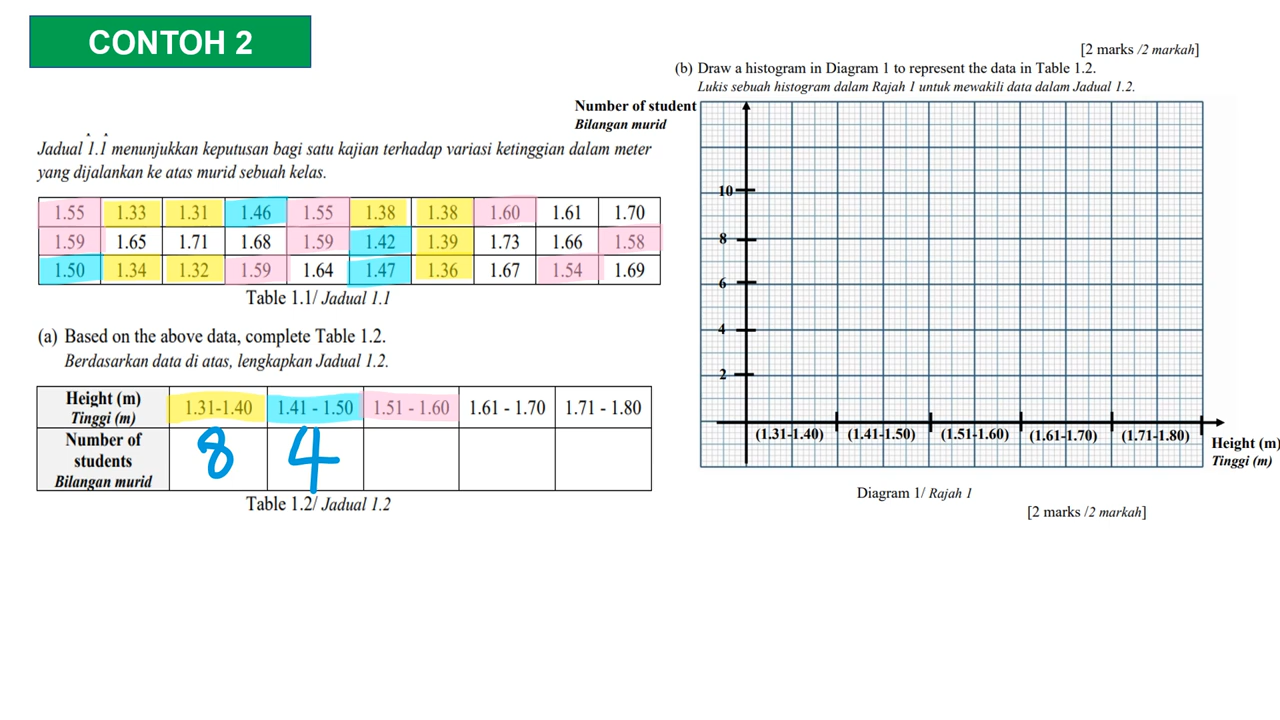 CONTOH 2
Jadual 1.1 menunjukkan keputusan bagi satu kajian terhadap variasi ketinggian dalam meter
yang dijalankan ke atas murid sebuah kelas.
1.55 1.33 1.31 1.46 1.55 1.38 1.38 1.60 1.61 1.70
1.59 1.65 1.71 1.68 1.59 1.42 1.39 1.73 1.66 1.58
1.50 1.34 1.32 1.59 1.64 1.47 1.36 1.67 1.54 1.69
Table 1.1/ Jadual 1.1
(a) Based on the above data, complete Table 1.2.
Berdasarkan data di atas, lengkapkan Jadual 1.2.
Height (m)
Tinggi (m)
1.31-1.40 1.41 - 1.50 1.51 - 1.60 1.61 - 1.70 1.71 - 1.80
Number of
students
Bilangan murid
8 4
Table 1.2/ Jadual 1.2
[2 marks /2 markah]
(b) Draw a histogram in Diagram 1 to represent the data in Table 1.2.
Lukis sebuah histogram dalam Rajah 1 untuk mewakili data dalam Jadual 1.2.
Number of student
Bilangan murid
10
8
6
4
2
(1.31-1.40) (1.41-1.50) (1.51-1.60) (1.61-1.70) (1.71-1.80)
Height (m)
Tinggi (m)
Diagram 1/ Rajah 1
[2 marks /2 markah]